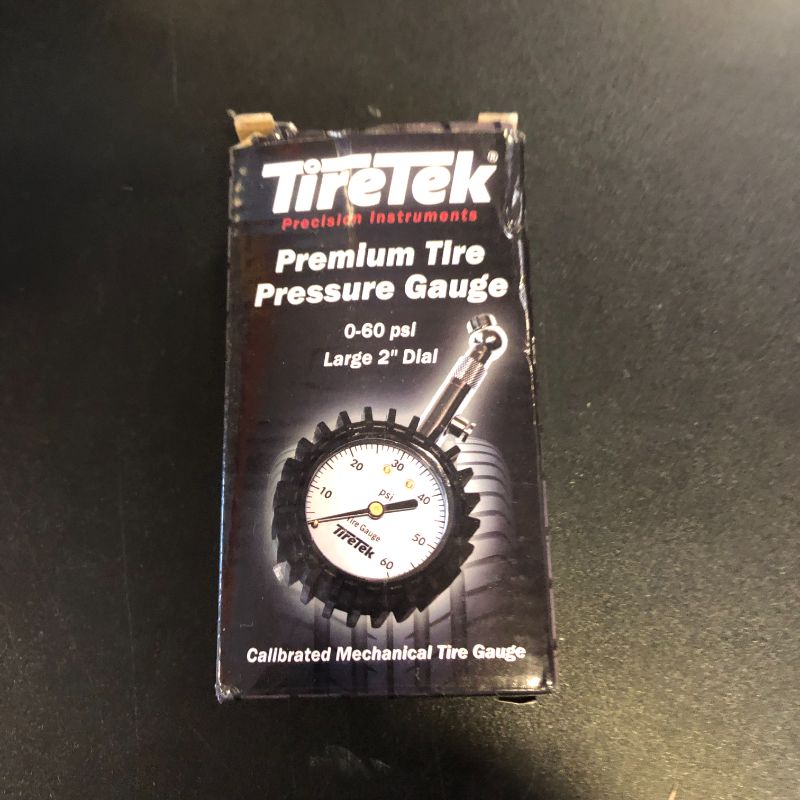 TireTek®
Precision Instruments
Premium Tire
Pressure Gauge
0-60 psi
Large 2" Dial
10
20
30
40
50
60
psi
Tire Gauge
TireTek
Calibrated Mechanical Tire Gauge